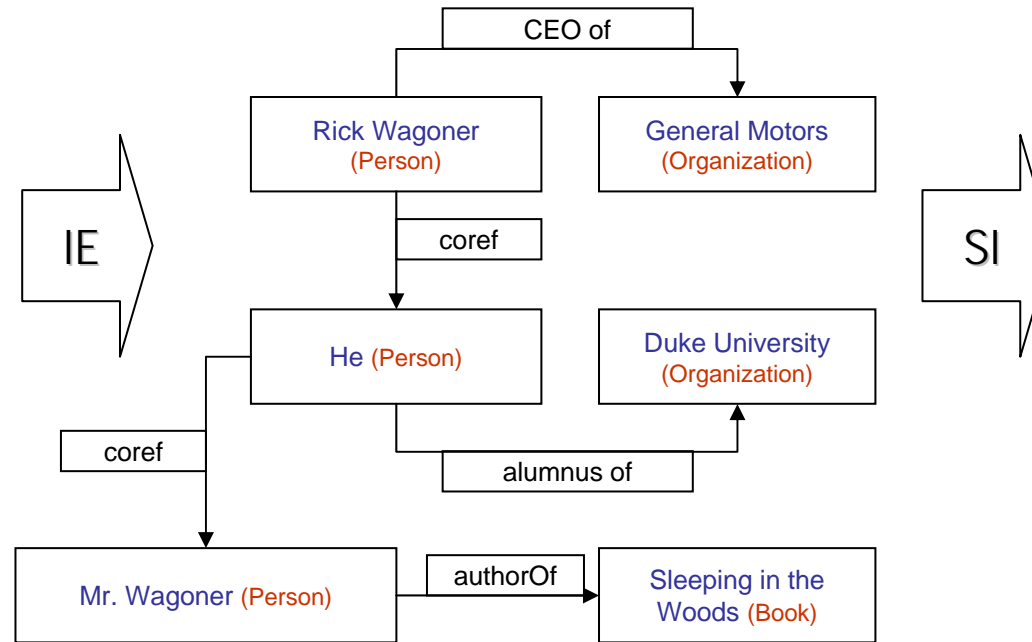 CEO of
Rick Wagoner
(Person)
General Motors
(Organization)
IE
coref
SI
He (Person)
Duke University
(Organization)
coref
alumnus of
Mr. Wagoner (Person)
authorOf
Sleeping in the
Woods (Book)